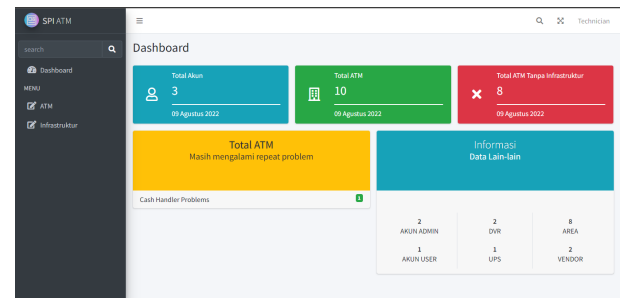 SPI ATM
Technician
search
Dashboard
MENU
ATM
Infrastruktur
Dashboard
Total Akun
3
09 Agustus 2022
Total ATM
10
09 Agustus 2022
Total ATM Tanpa Infrastruktur
8
09 Agustus 2022
Total ATM
Masih mengalami repeat problem
Cash Handler Problems
1
Informasi
Data Lain-lain
2
AKUN ADMIN
2
DVR
8
AREA
1
AKUN USER
1
UPS
2
VENDOR